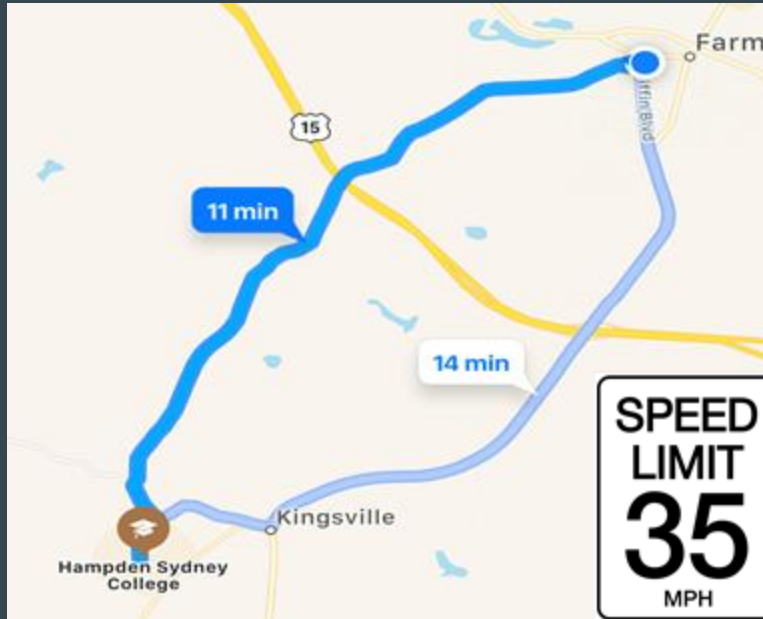 Farm
15
11 min
14 min
Kingsville
Hampden Sydney
College
SPEED
LIMIT
35
MPH